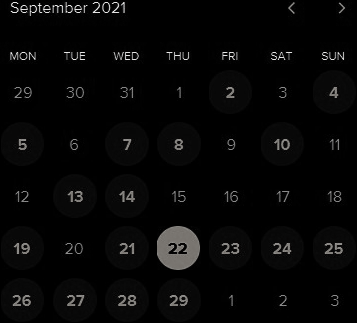 September 2021
MON TUE WED THU FRI SAT SUN
29 30 31 1 2 3 4
5 6 7 8 9 10 11
12 13 14 15 16 17 18
19 20 21 22 23 24 25
26 27 28 29 1 2 3